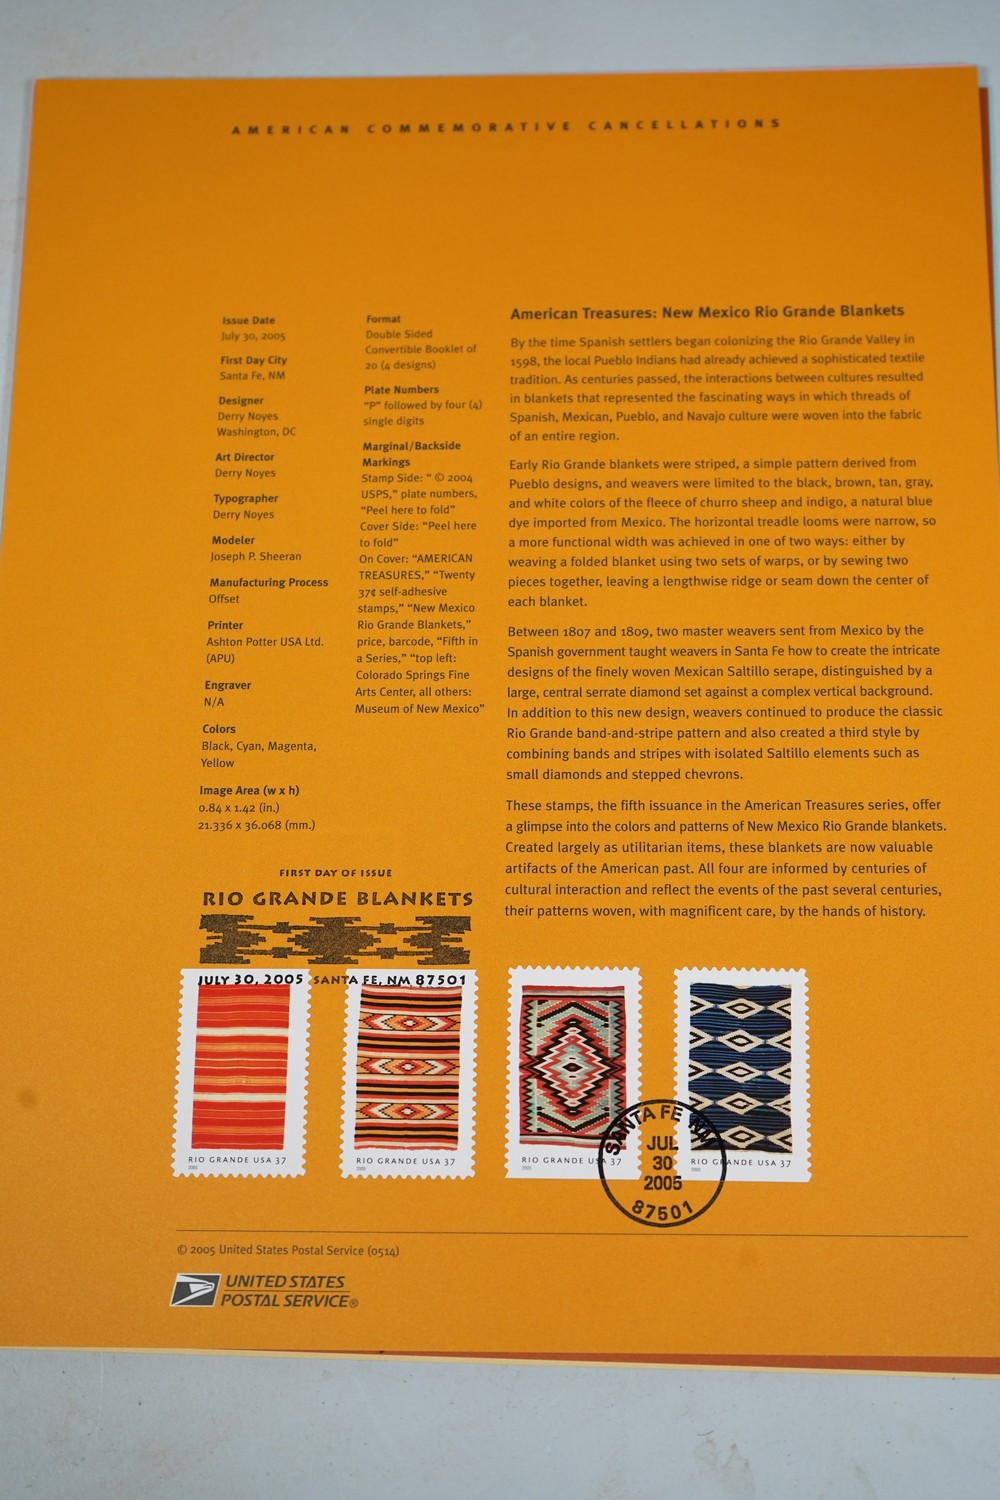 AMERICAN COMMEMORATIVE CANCELLATIONS
Issue Date
July 30, 2005
First Day City
Santa Fe, NM
Designer
Derry Noyes
Washington, DC
Art Director
Derry Noyes
Typographer
Derry Noyes
Modeler
Joseph P. Sheeran
Manufacturing Process
Offset
Printer
Ashton Potter USA Ltd.
(APU)
Engraver
N/A
Colors
Black, Cyan, Magenta,
Yellow
Image Area (w x h)
0.84 x 1.42 (in.)
21.336 x 36.068 (mm.)
Format
Double Sided
Convertible Booklet of
20 (4 designs)
Plate Numbers
"P" followed by four (4)
single digits
Marginal/Backside
Markings
Stamp Side: " © 2004
USPS," plate numbers,
"Peel here to fold"
Cover Side: "Peel here
to fold"
On Cover: "AMERICAN
TREASURES," "Twenty
37¢ self-adhesive
stamps," "New Mexico
Rio Grande Blankets,"
price, barcode, "Fifth in
a Series," "top left:
Colorado Springs Fine
Arts Center, all others:
Museum of New Mexico"
American Treasures: New Mexico Rio Grande Blankets
By the time Spanish settlers began colonizing the Rio Grande Valley in
1598, the local Pueblo Indians had already achieved a sophisticated textile
tradition. As centuries passed, the interactions between cultures resulted
in blankets that represented the fascinating ways in which threads of
Spanish, Mexican, Pueblo, and Navajo culture were woven into the fabric
of an entire region.
Early Rio Grande blankets were striped, a simple pattern derived from
Pueblo designs, and weavers were limited to the black, brown, tan, gray,
and white colors of the fleece of churro sheep and indigo, a natural blue
dye imported from Mexico. The horizontal treadle looms were narrow, so
a more functional width was achieved in one of two ways: either by
weaving a folded blanket using two sets of warps, or by sewing two
pieces together, leaving a lengthwise ridge or seam down the center of
each blanket.
Between 1807 and 1809, two master weavers sent from Mexico by the
Spanish government taught weavers in Santa Fe how to create the intricate
designs of the finely woven Mexican Saltillo serape, distinguished by a
large, central serrate diamond set against a complex vertical background.
In addition to this new design, weavers continued to produce the classic
Rio Grande band-and-stripe pattern and also created a third style by
combining bands and stripes with isolated Saltillo elements such as
small diamonds and stepped chevrons.
These stamps, the fifth issuance in the American Treasures series, offer
a glimpse into the colors and patterns of New Mexico Rio Grande blankets.
Created largely as utilitarian items, these blankets are now valuable
artifacts of the American past. All four are informed by centuries of
cultural interaction and reflect the events of the past several centuries,
their patterns woven, with magnificent care, by the hands of history.
FIRST DAY OF ISSUE
RIO GRANDE BLANKETS
JULY 30, 2005 SANTA FE, NM 87501
RIO GRANDE USA 37
2005
RIO GRANDE USA 37
2005
RIO GRANDE USA 37
2005
RIO GRANDE USA 37
2005
SANTA FE NM
JUL
30
2005
87501
© 2005 United States Postal Service (0514)
UNITED STATES
POSTAL SERVICE®